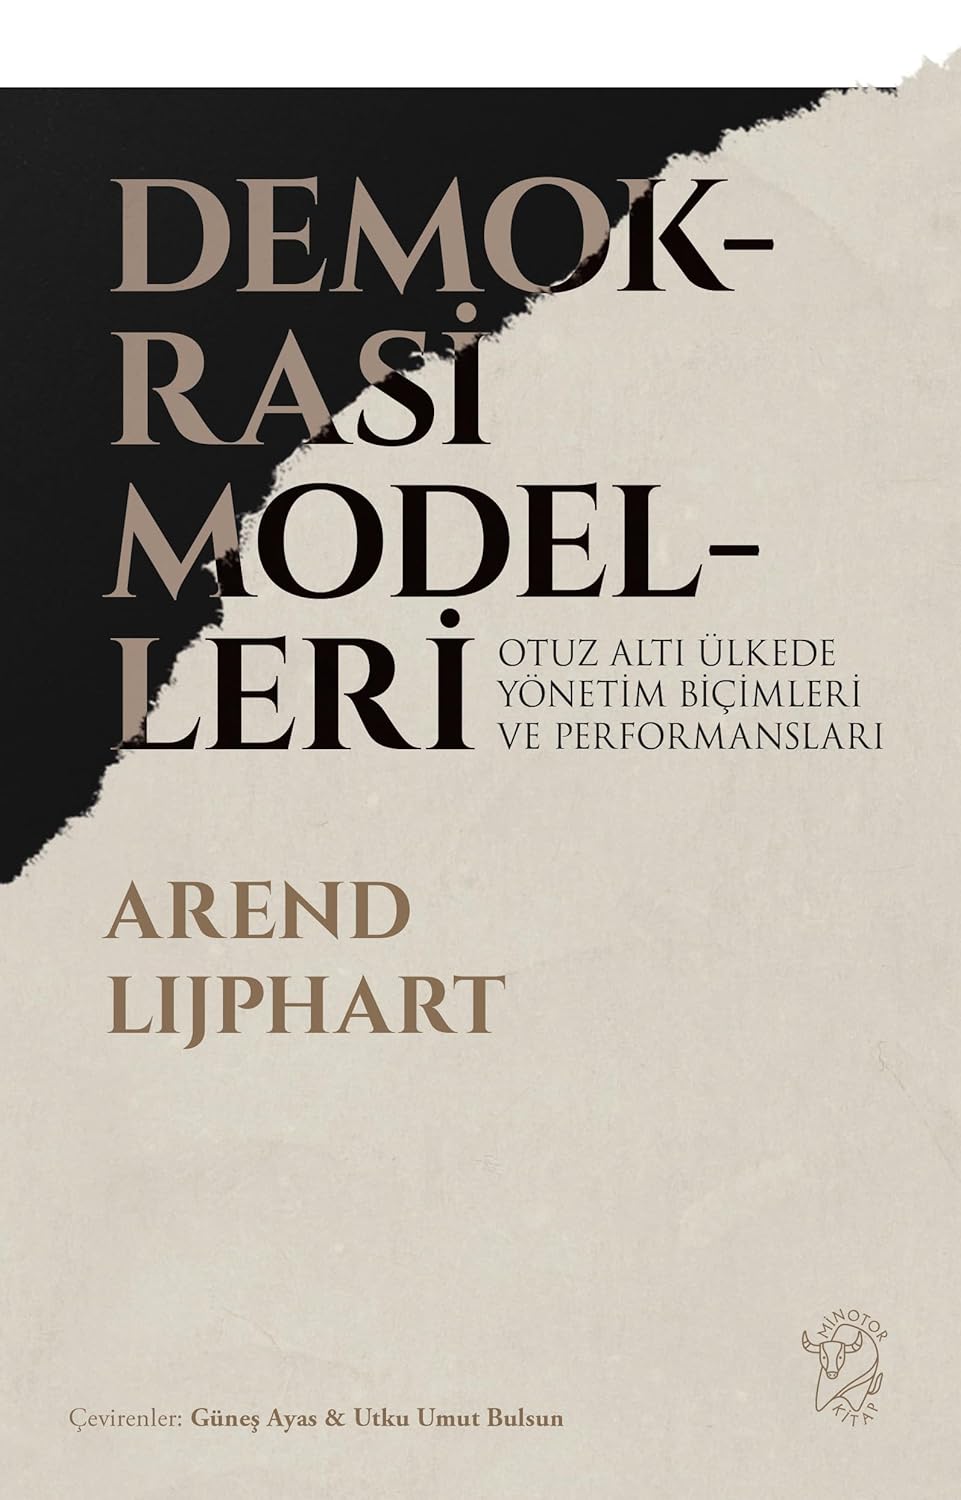 DEMOK-
RASİ
MODEL-
LERİ
OTUZ ALTI ÜLKEDE
YÖNETİM BİÇİMLERİ
VE PERFORMANSLARI
AREND
LIJPHART
MİNOTOR
KİTAP
Çevirenler: Güneş Ayas & Utku Umut Bulsun